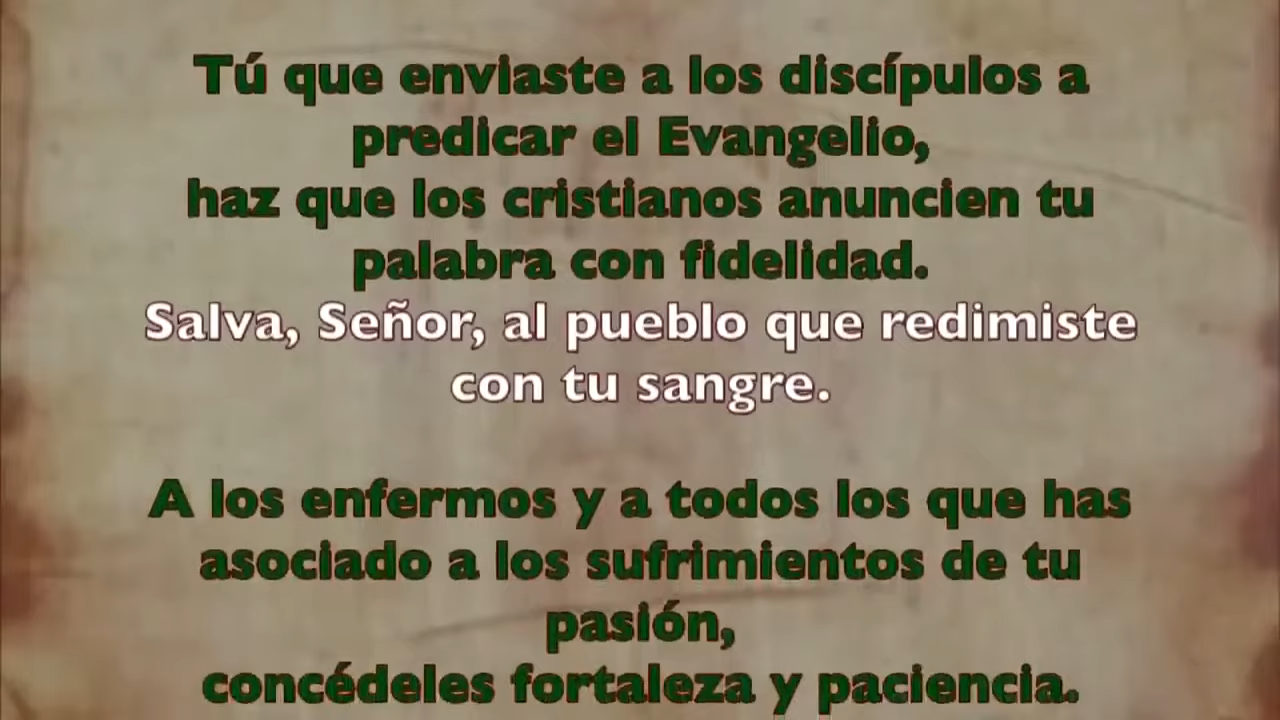 Tú que enviaste a los discípulos a
predicar el Evangelio,
haz que los cristianos anuncien tu
palabra con fidelidad.
Salva, Señor, al pueblo que redimiste
con tu sangre.
A los enfermos y a todos los que has
asociado a los sufrimientos de tu
pasión,
concédeles fortaleza y paciencia.